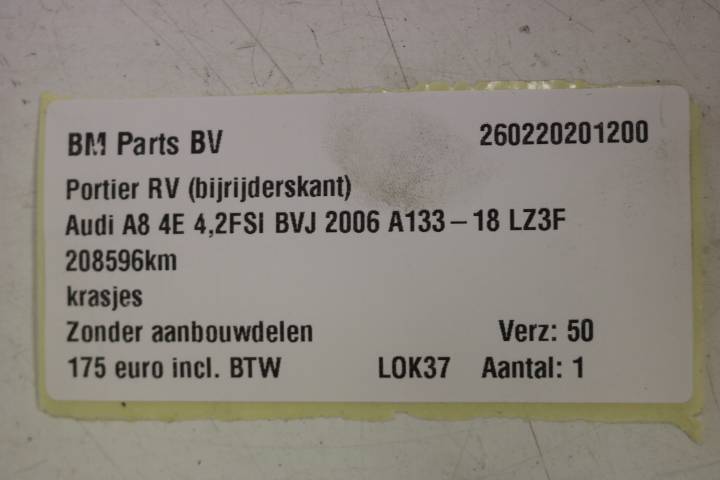 BM Parts BV 260220201200
Portier RV (bijrijderskant)
Audi A8 4E 4,2FSI BVJ 2006 A133-18 LZ3F
208596km
krasjes
Zonder aanbouwdelen Verz: 50
175 euro incl. BTW LOK37 Aantal: 1